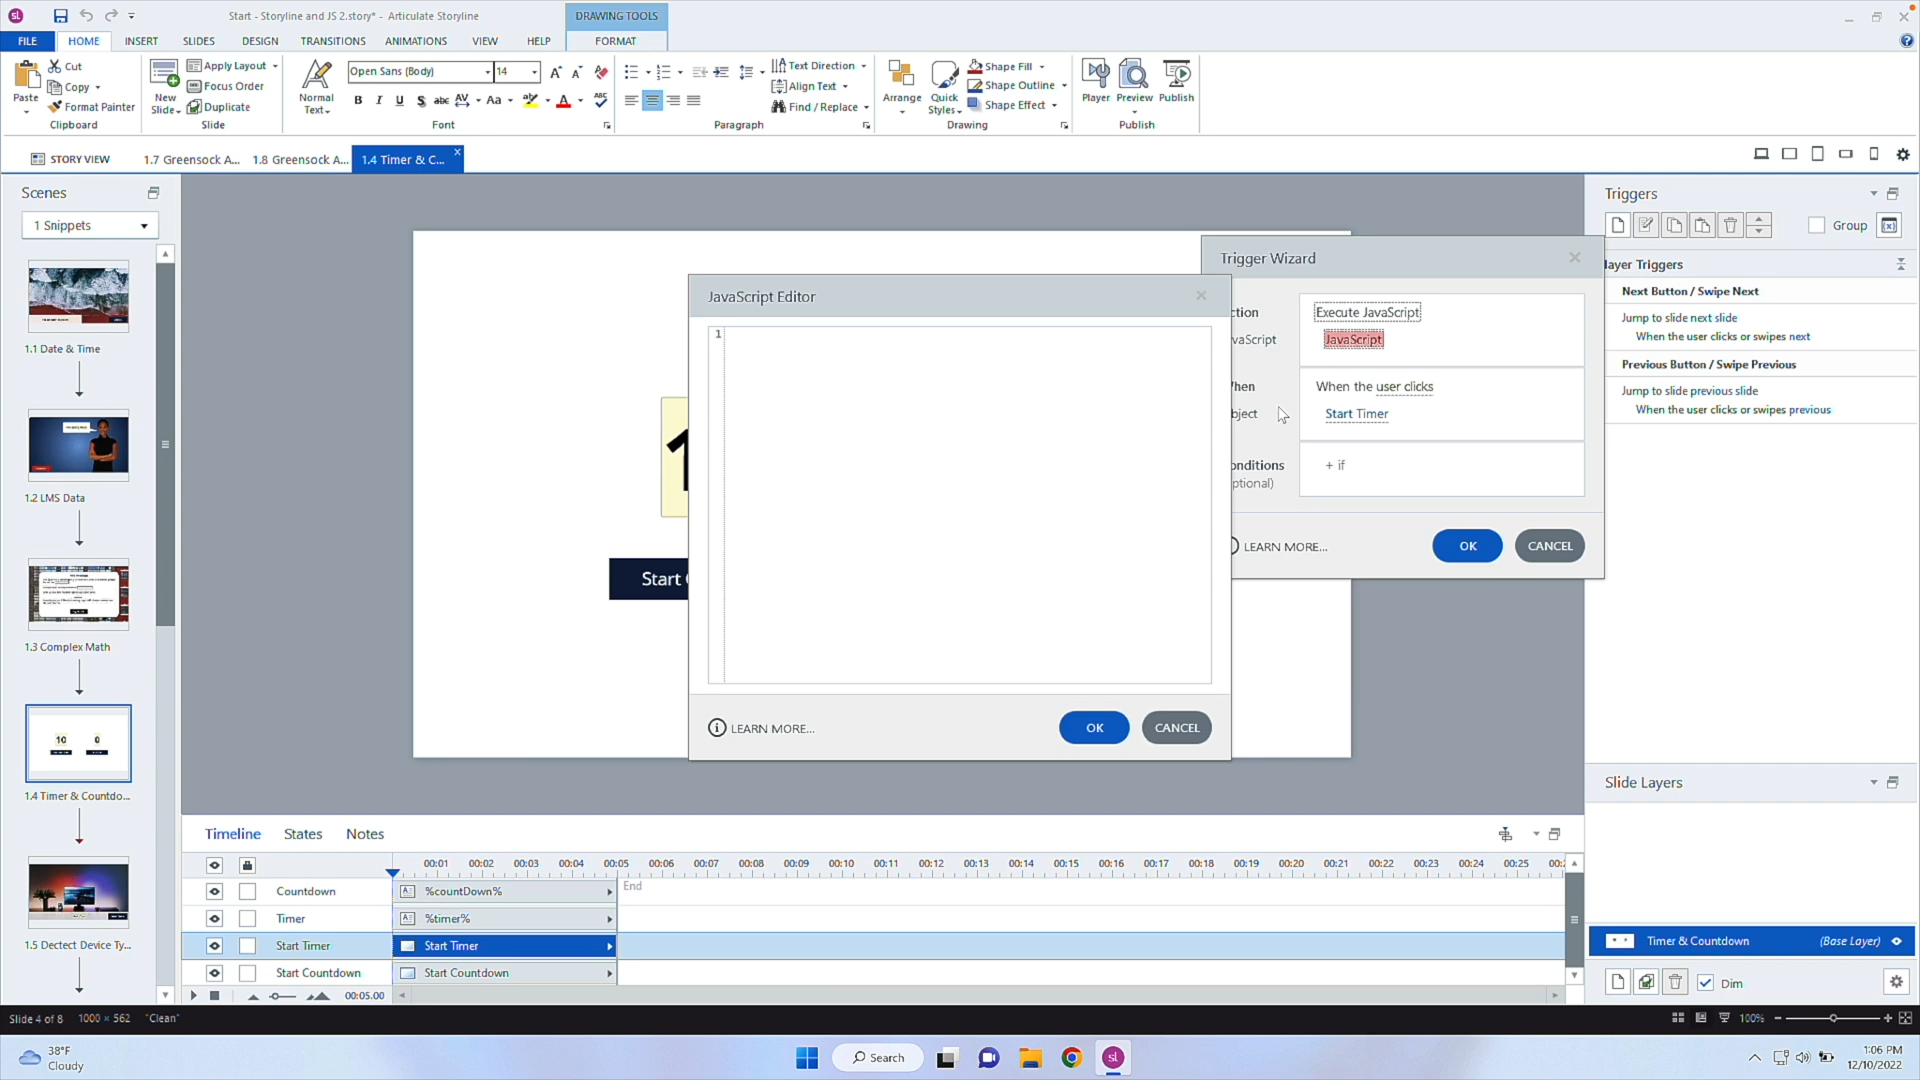 Start - Storyline and JS 2.story* - Articulate Storyline
DRAWING TOOLS
FILE HOME INSERT SLIDES DESIGN TRANSITIONS ANIMATIONS VIEW HELP FORMAT
Paste
Cut
Copy
Format Painter
Clipboard
New Slide
Apply Layout
Focus Order
Duplicate
Slide
Normal Text
Open Sans (Body) 14
B I U S abc AV Aa A
Font
Text Direction
Align Text
Find / Replace
Paragraph
Arrange
Quick Styles
Shape Fill
Shape Outline
Shape Effect
Drawing
Player Preview Publish
Publish
STORY VIEW 1.7 Greensock A... 1.8 Greensock A... 1.4 Timer & C...
Scenes
1 Snippets
1.1 Date & Time
1.2 LMS Data
1.3 Complex Math
10 0
1.4 Timer & Countdo...
1.5 Dectect Device Ty...
1
Start
JavaScript Editor
1
LEARN MORE...
OK CANCEL
Trigger Wizard
ction Execute JavaScript
vaScript JavaScript
hen When the user clicks
bject Start Timer
onditions + if
ptional)
LEARN MORE...
OK CANCEL
Triggers
Group
layer Triggers
Next Button / Swipe Next
Jump to slide next slide
When the user clicks or swipes next
Previous Button / Swipe Previous
Jump to slide previous slide
When the user clicks or swipes previous
Slide Layers
Timer & Countdown (Base Layer)
Dim
Timeline States Notes
00:01 00:02 00:03 00:04 00:05 00:06 00:07 00:08 00:09 00:10 00:11 00:12 00:13 00:14 00:15 00:16 00:17 00:18 00:19 00:20 00:21 00:22 00:23 00:24 00:25
Countdown %countDown% End
Timer %timer%
Start Timer Start Timer
Start Countdown Start Countdown
00:05.00
Slide 4 of 8 1000 × 562 "Clean"
100%
38°F
Cloudy
Search
1:06 PM
12/10/2022